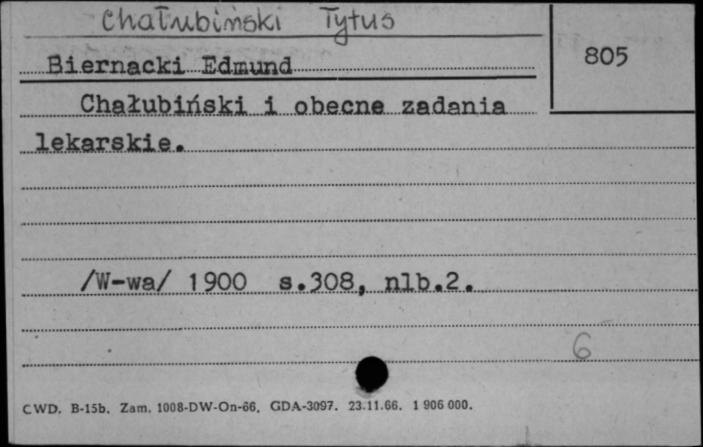 Chałubiński Tytus
805
Biernacki Edmund
Chałubiński i obecne zadania
lekarskie.
/W-wa/ 1900 s.308, nlb.2.
6
CWD. B-15b. Zam. 1008-DW-On-66. GDA-3097. 23.11.66. 1 906 000.